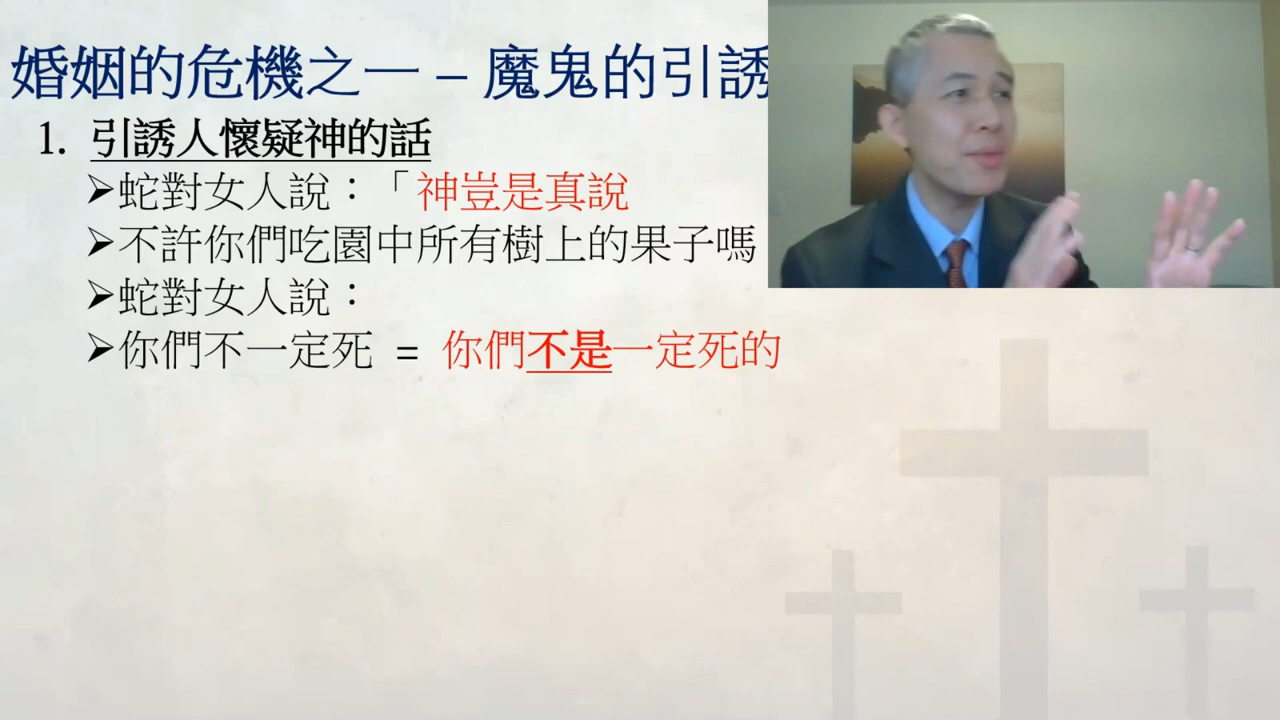 婚姻的危機之一 – 魔鬼的引誘
1. 引誘人懷疑神的話
➢蛇對女人說：「神豈是真說
➢不許你們吃園中所有樹上的果子嗎
➢蛇對女人說：
➢你們不一定死 = 你們不是一定死的